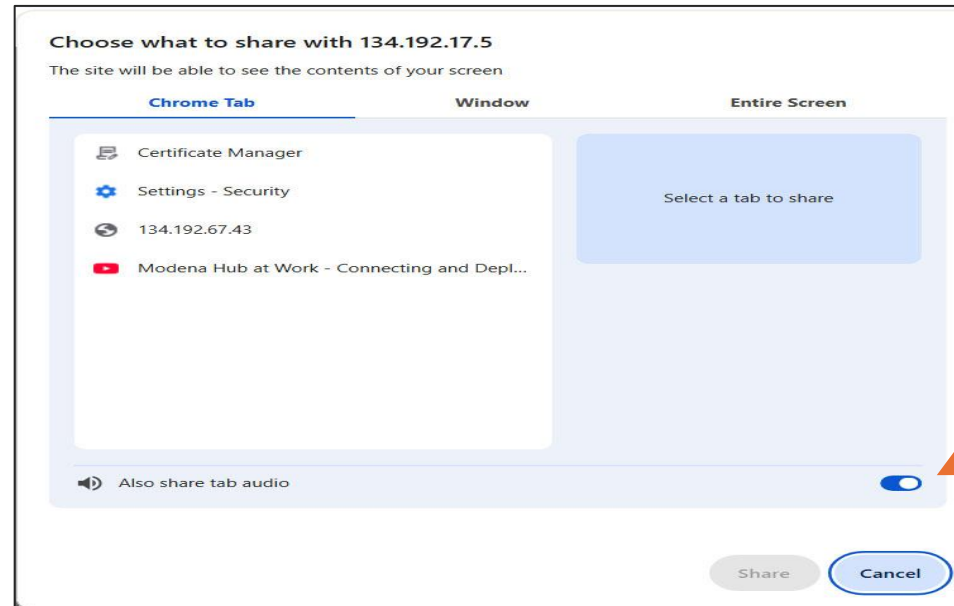 Choose what to share with 134.192.17.5
The site will be able to see the contents of your screen
Chrome Tab Window Entire Screen
Certificate Manager
Settings - Security
134.192.67.43
Modena Hub at Work - Connecting and Depl...
Select a tab to share
Also share tab audio
Share Cancel